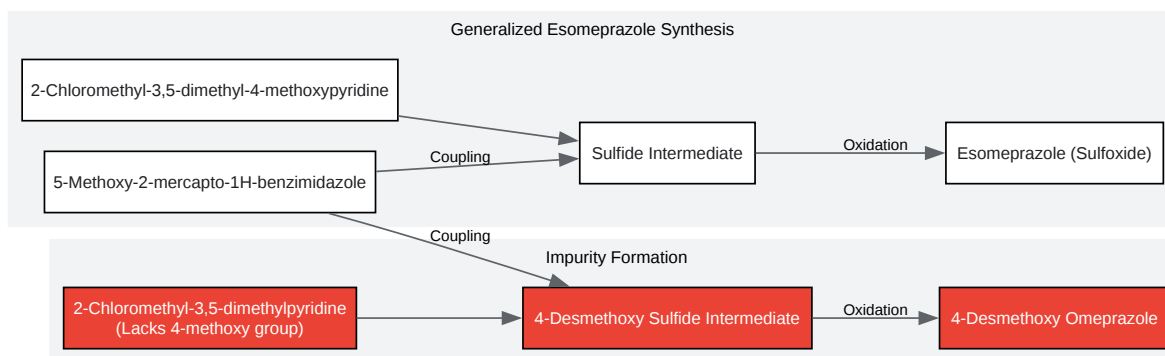 Generalized Esomeprazole Synthesis
2-Chloromethyl-3,5-dimethyl-4-methoxypyridine
5-Methoxy-2-mercapto-1H-benzimidazole
Coupling
Sulfide Intermediate
Oxidation
Esomeprazole (Sulfoxide)
Coupling
Impurity Formation
2-Chloromethyl-3,5-dimethylpyridine
(Lacks 4-methoxy group)
4-Desmethoxy Sulfide Intermediate
Oxidation
4-Desmethoxy Omeprazole